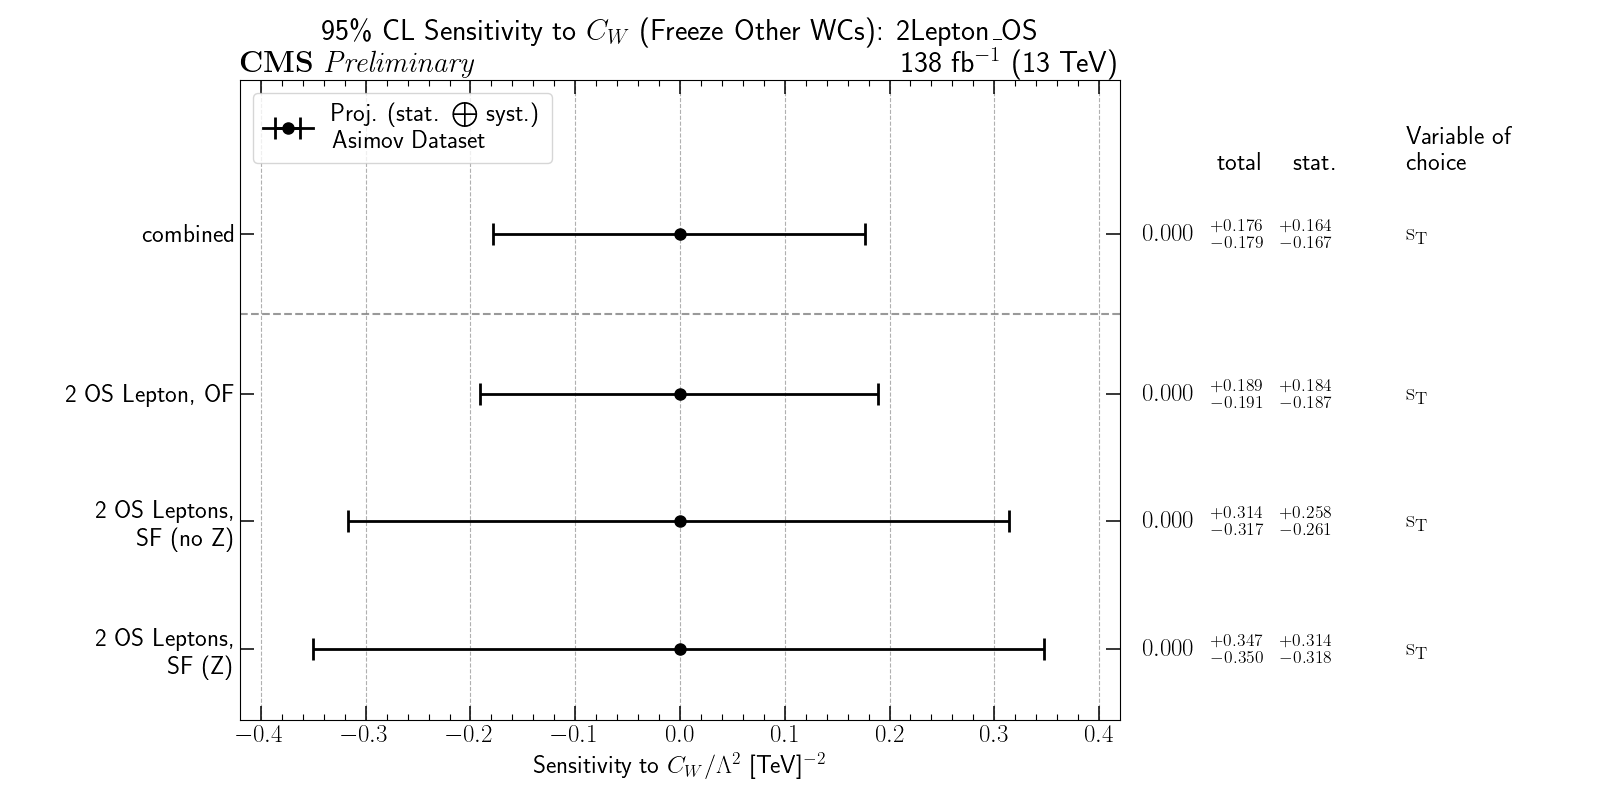 95% CL Sensitivity to C_W (Freeze Other WCs): 2Lepton_OS
CMS Preliminary 138 fb⁻¹ (13 TeV)
Proj. (stat. ⊕ syst.)
Asimov Dataset
Variable of
total stat. choice
combined 0.000 +0.176 −0.179 +0.164 −0.167 s_T
2 OS Lepton, OF 0.000 +0.189 −0.191 +0.184 −0.187 s_T
2 OS Leptons,
SF (no Z) 0.000 +0.314 −0.317 +0.258 −0.261 s_T
2 OS Leptons,
SF (Z) 0.000 +0.347 −0.350 +0.314 −0.318 s_T
−0.4 −0.3 −0.2 −0.1 0.0 0.1 0.2 0.3 0.4
Sensitivity to C_W/Λ² [TeV]⁻²